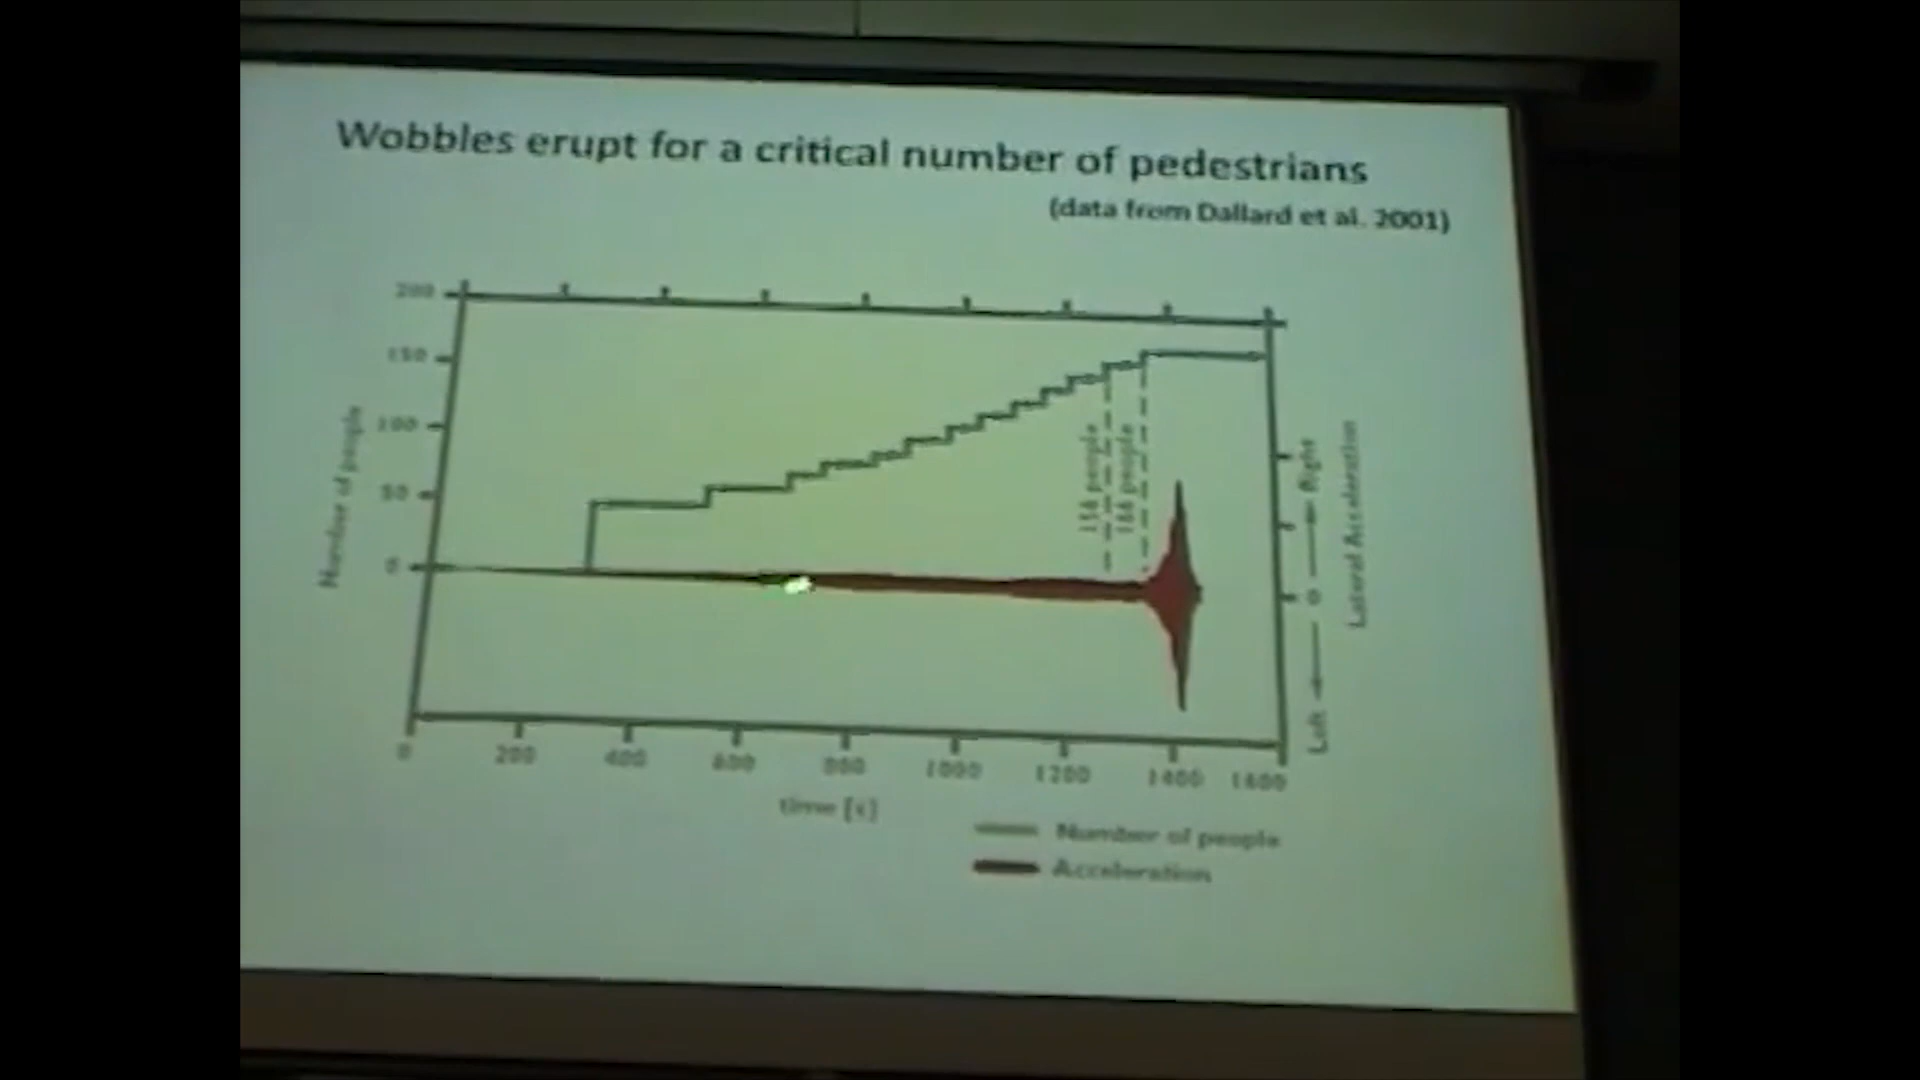 Wobbles erupt for a critical number of pedestrians
(data from Dallard et al. 2001)
200
150
100
50
0
Number of people
156 people
166 people
Right
0
Left
Lateral Acceleration
0 200 400 600 800 1000 1200 1400 1600
time [s]
Number of people
Acceleration